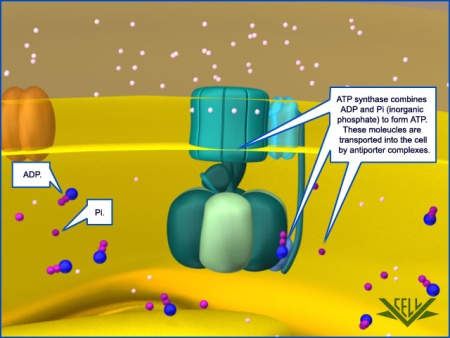 ATP synthase combines
ADP and Pi (inorganic
phosphate) to form ATP.
These moleucles are
transported into the cell
by antiporter complexes.
ADP.
Pi.
CELL